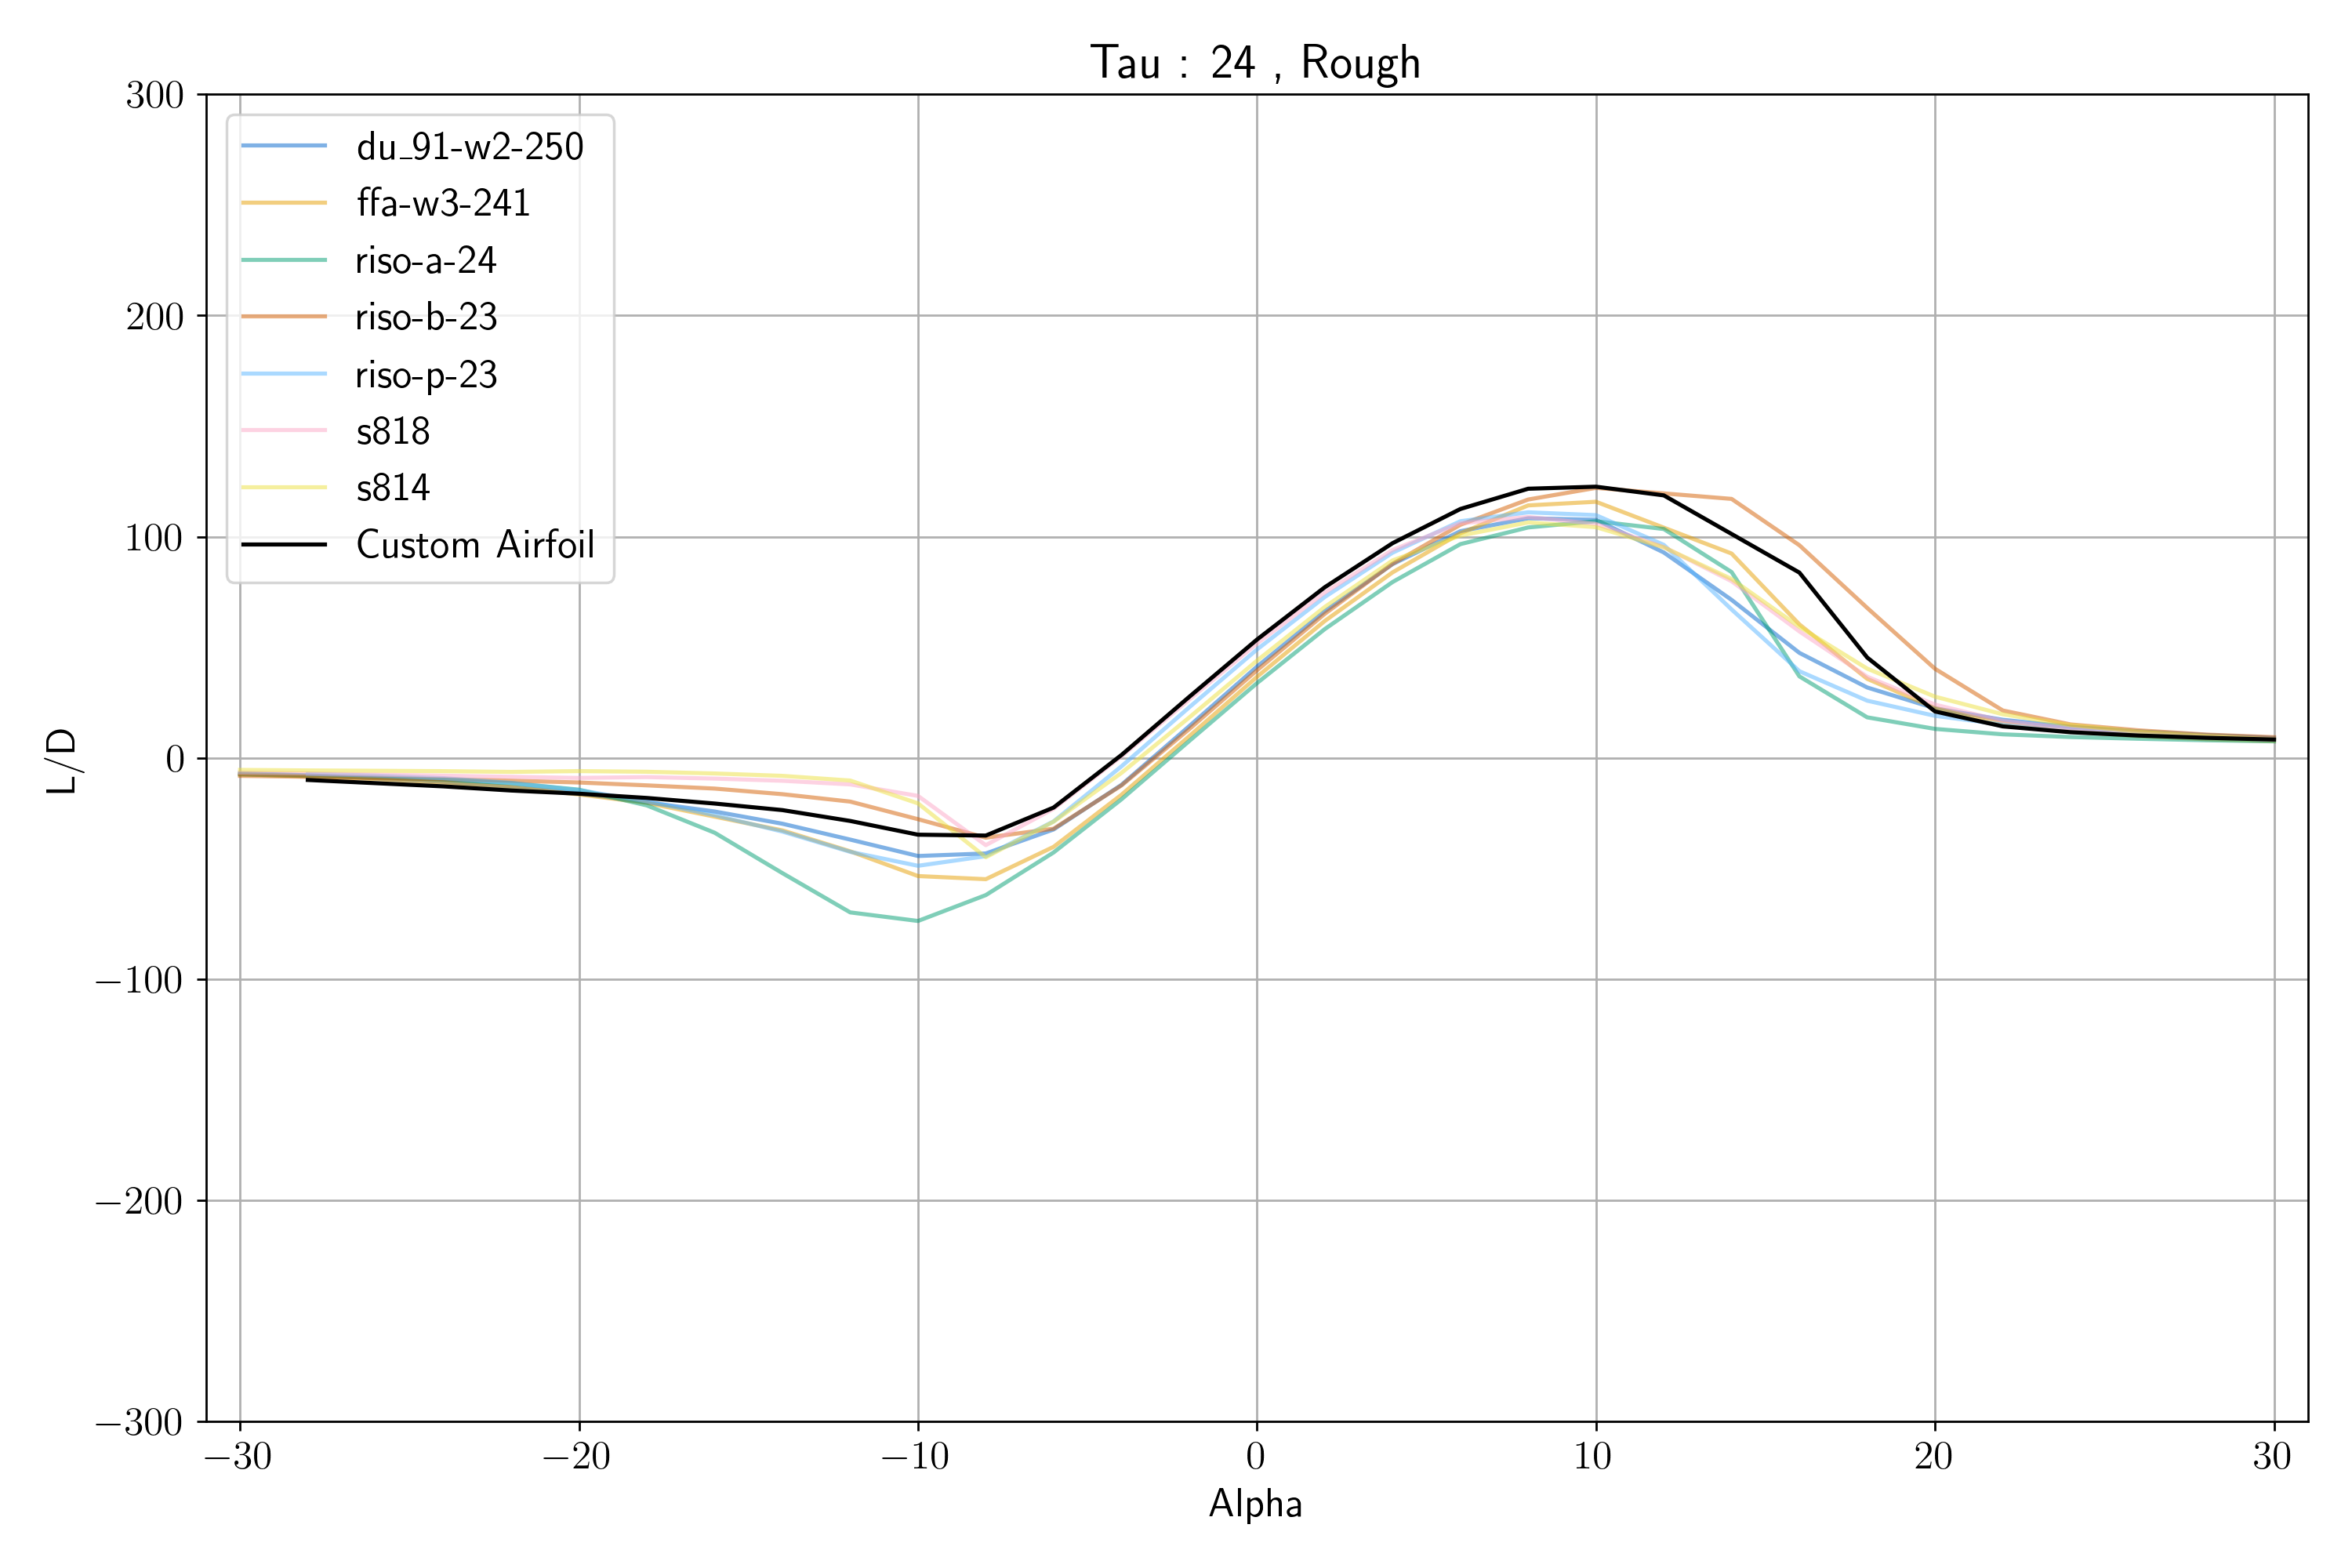 Tau : 24 , Rough
300
200
100
0
−100
−200
−300
L/D
du_91-w2-250
ffa-w3-241
riso-a-24
riso-b-23
riso-p-23
s818
s814
Custom Airfoil
−30 −20 −10 0 10 20 30
Alpha